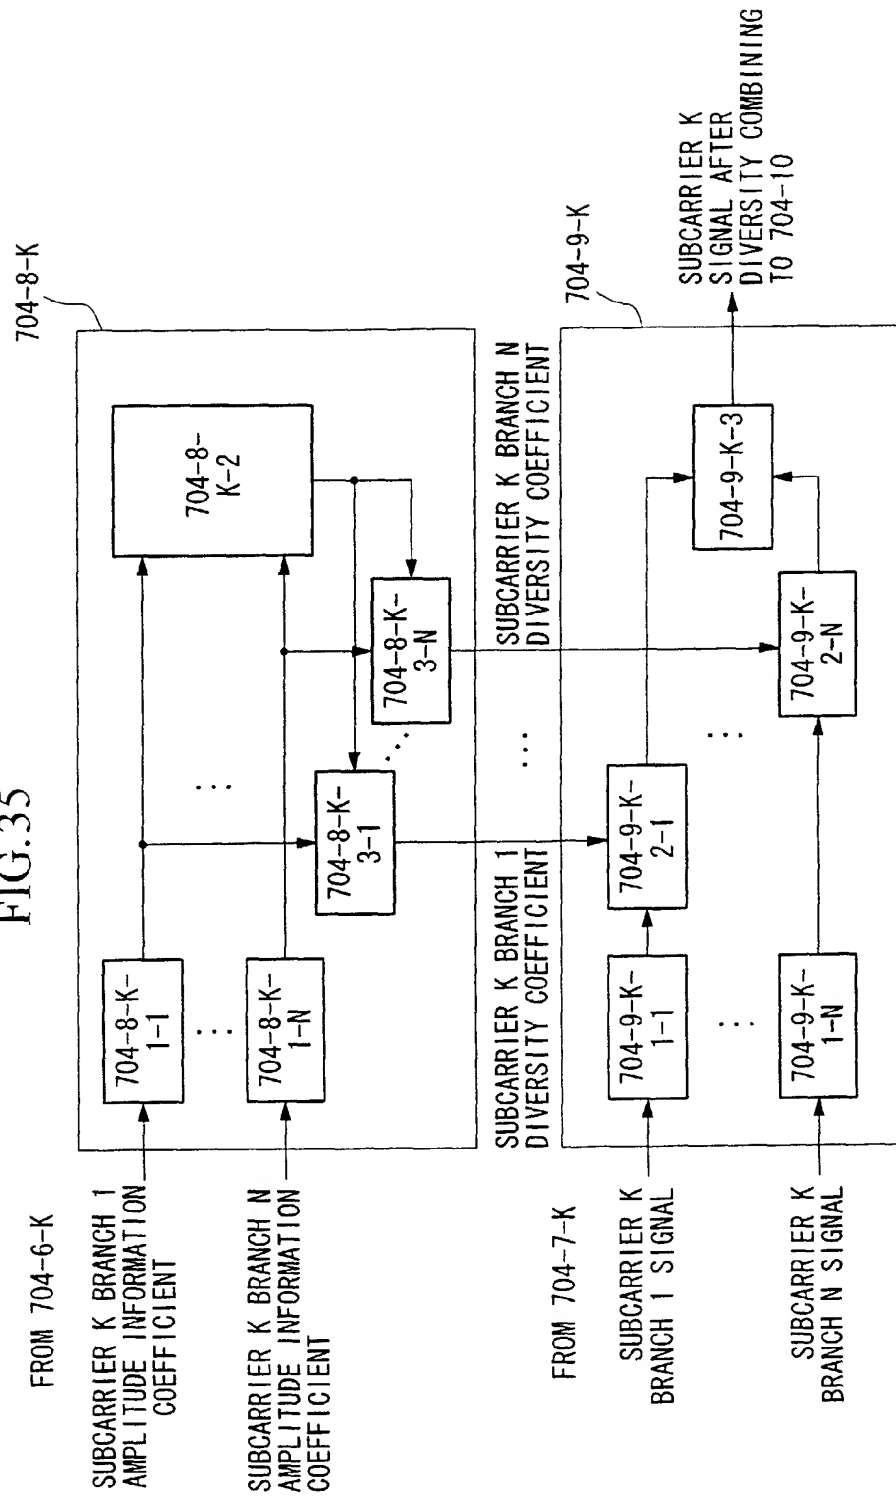 FIG.35
FROM 704-6-K
SUBCARRIER K BRANCH 1
AMPLITUDE INFORMATION
COEFFICIENT
SUBCARRIER K BRANCH N
AMPLITUDE INFORMATION
COEFFICIENT
704-8-K
704-8-K-
1-1
...
704-8-K-
1-N
...
704-8-K-
3-1
...
704-8-K-
3-N
704-8-
K-2
SUBCARRIER K BRANCH 1
DIVERSITY COEFFICIENT
...
SUBCARRIER K BRANCH N
DIVERSITY COEFFICIENT
FROM 704-7-K
SUBCARRIER K
BRANCH 1 SIGNAL
SUBCARRIER K
BRANCH N SIGNAL
704-9-K
704-9-K-
1-1
...
704-9-K-
1-N
704-9-K-
2-1
...
704-9-K-
2-N
704-9-K-3
SUBCARRIER K
SIGNAL AFTER
DIVERSITY COMBINING
TO 704-10